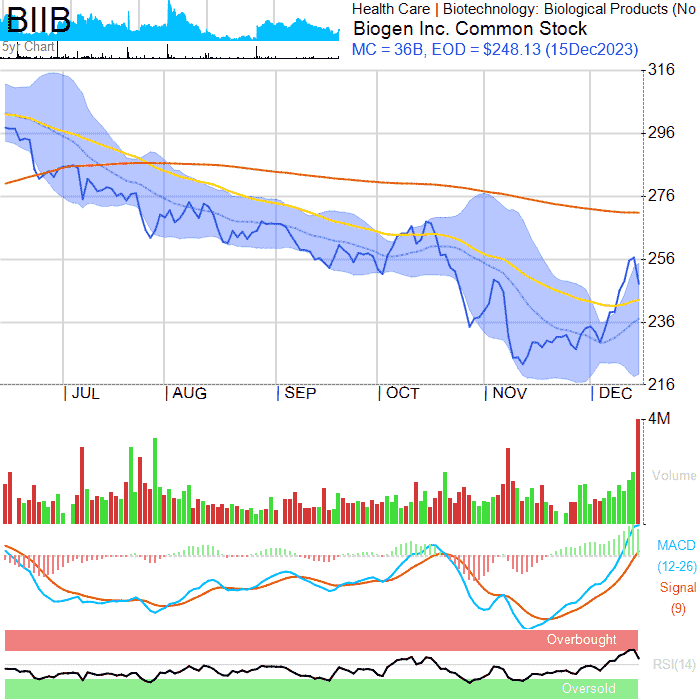 BIIB
Health Care | Biotechnology: Biological Products (No
Biogen Inc. Common Stock
5yr Chart
MC = 36B, EOD = $248.13 (15Dec2023)
316
296
276
256
236
216
JUL
AUG
SEP
OCT
NOV
DEC
4M
Volume
MACD
(12-26)
Signal
(9)
Overbought
RSI(14)
Oversold